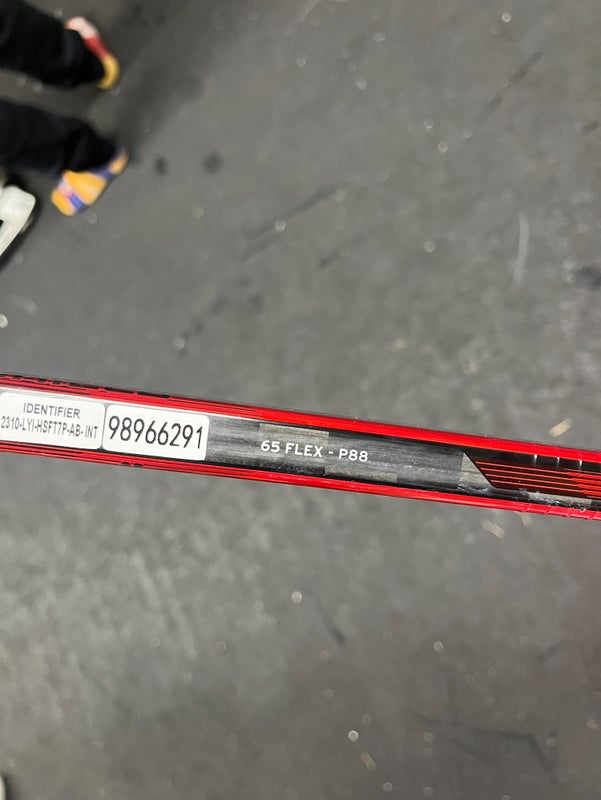 IDENTIFIER
2310-LYI-HSFT7P-AB- INT
98966291
65 FLEX - P88